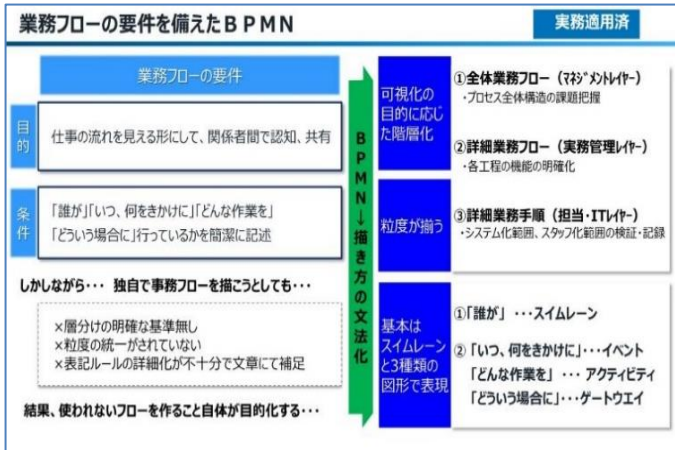 業務フローの要件を備えたBPMN
実務適用済
業務フローの要件
目的
仕事の流れを見える形にして、関係者間で認知、共有
条件
「誰が」「いつ、何をきかけに」「どんな作業を」
「どういう場合に」行っているかを簡潔に記述
しかしながら・・・ 独自で事務フローを描こうとしても・・・
×層分けの明確な基準無し
×粒度の統一がされていない
×表記ルールの詳細化が不十分で文章にて補足
結果、使われないフローを作ること自体が目的化する・・・
BPMN→描き方の文法化
可視化の
目的に応じ
た階層化
①全体業務フロー（マネジメントレイヤー）
・プロセス全体構造の課題把握
②詳細業務フロー（実務管理レイヤー）
・各工程の機能の明確化
粒度が揃う
③詳細業務手順（担当・ITレイヤー）
・システム化範囲、スタッフ化範囲の検証・記録
基本は
スイムレーン
と3種類の
図形で表現
①「誰が」 ・・・スイムレーン
② 「いつ、何をきかけに」・・・イベント
「どんな作業を」 ・・・ アクティビティ
「どういう場合に」・・・ゲートウエイ